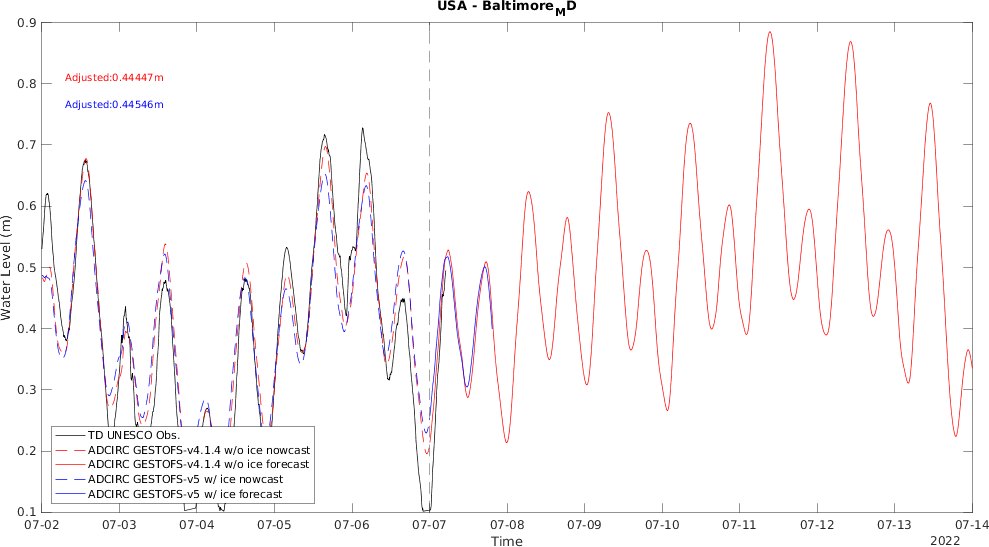 USA - BaltimoreMD
Water Level (m)
0.9
0.8
0.7
0.6
0.5
0.4
0.3
0.2
0.1
Adjusted:0.44447m
Adjusted:0.44546m
TD UNESCO Obs.
ADCIRC GESTOFS-v4.1.4 w/o ice nowcast
ADCIRC GESTOFS-v4.1.4 w/o ice forecast
ADCIRC GESTOFS-v5 w/ ice nowcast
ADCIRC GESTOFS-v5 w/ ice forecast
07-02 07-03 07-04 07-05 07-06 07-07 07-08 07-09 07-10 07-11 07-12 07-13 07-14
Time
2022